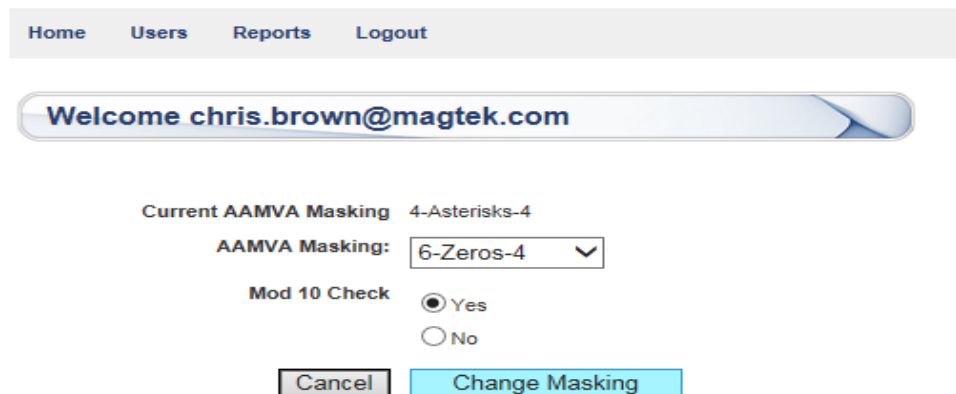 Home Users Reports Logout
Welcome chris.brown@magtek.com
Current AAMVA Masking 4-Asterisks-4
AAMVA Masking: 6-Zeros-4
Mod 10 Check Yes
No
Cancel Change Masking